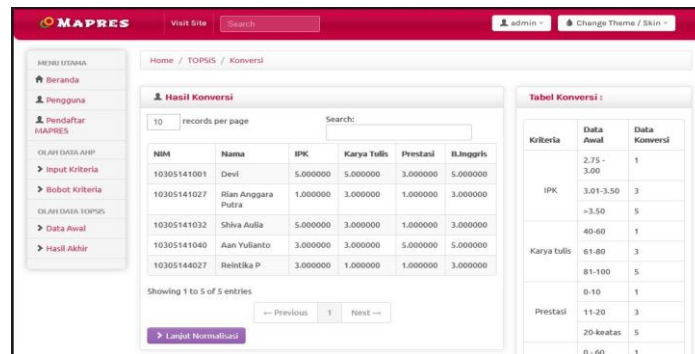 MAPRES Visit Site Search admin Change Theme / Skin
MENU UTAMA
Beranda
Pengguna
Pendaftar
MAPRES
OLAH DATA AHP
Input Kriteria
Bobot Kriteria
OLAH DATA TOPSIS
Data Awal
Hasil Akhir
Home / TOPSIS / Konversi
Hasil Konversi
10 records per page Search:
NIM Nama IPK Karya Tulis Prestasi B.Inggris
10305141001 Devi 5.000000 5.000000 3.000000 5.000000
10305141027 Rian Anggara Putra 1.000000 3.000000 1.000000 3.000000
10305141032 Shiva Aulia 5.000000 3.000000 1.000000 3.000000
10305141040 Aan Yulianto 3.000000 3.000000 5.000000 5.000000
10305144027 Reintika P 3.000000 1.000000 1.000000 3.000000
Showing 1 to 5 of 5 entries
← Previous 1 Next →
Lanjut Normalisasi
Tabel Konversi :
Kriteria Data Awal Data Konversi
IPK 2.75 - 3.00 1
3.01-3.50 3
>3.50 5
Karya tulis 40-60 1
61-80 3
81-100 5
Prestasi 0-10 1
11-20 3
20-keatas 5
0 - 60 1